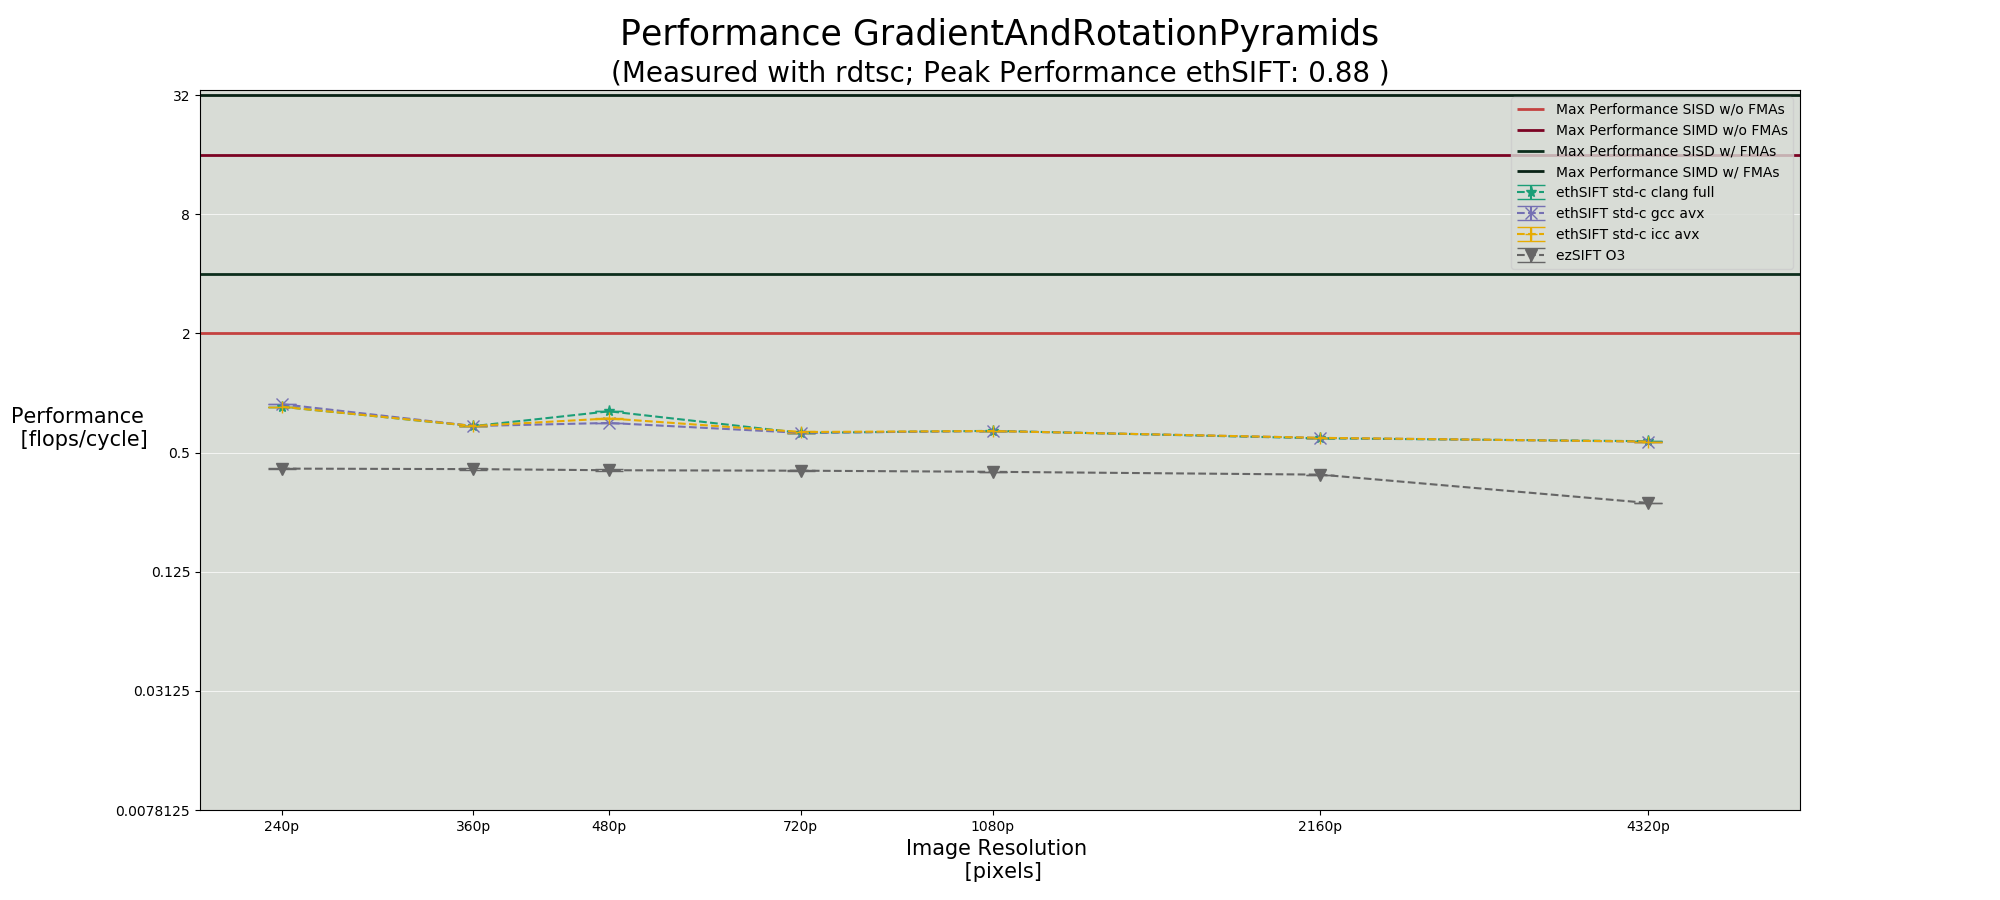 Performance GradientAndRotationPyramids
(Measured with rdtsc; Peak Performance ethSIFT: 0.88 )
32
8
2
0.5
0.125
0.03125
0.0078125
Performance
[flops/cycle]
Max Performance SISD w/o FMAs
Max Performance SIMD w/o FMAs
Max Performance SISD w/ FMAs
Max Performance SIMD w/ FMAs
ethSIFT std-c clang full
ethSIFT std-c gcc avx
ethSIFT std-c icc avx
ezSIFT O3
240p 360p 480p 720p 1080p 2160p 4320p
Image Resolution
[pixels]